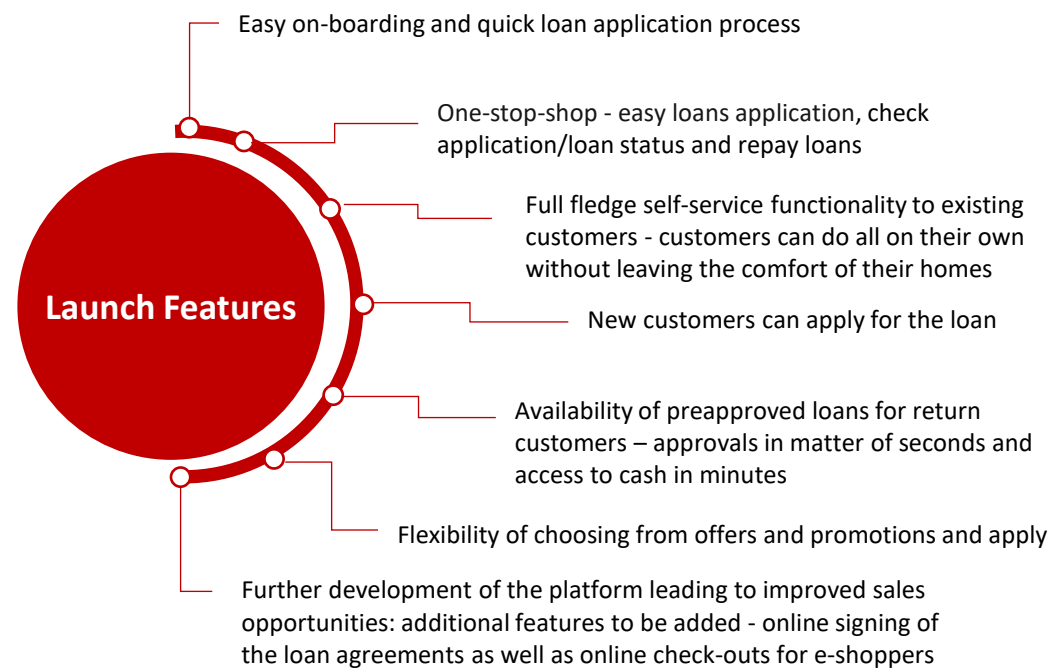 Easy on-boarding and quick loan application process
One-stop-shop - easy loans application, check
application/loan status and repay loans
Full fledge self-service functionality to existing
customers - customers can do all on their own
without leaving the comfort of their homes
Launch Features
New customers can apply for the loan
Availability of preapproved loans for return
customers – approvals in matter of seconds and
access to cash in minutes
Flexibility of choosing from offers and promotions and apply
Further development of the platform leading to improved sales
opportunities: additional features to be added - online signing of
the loan agreements as well as online check-outs for e-shoppers